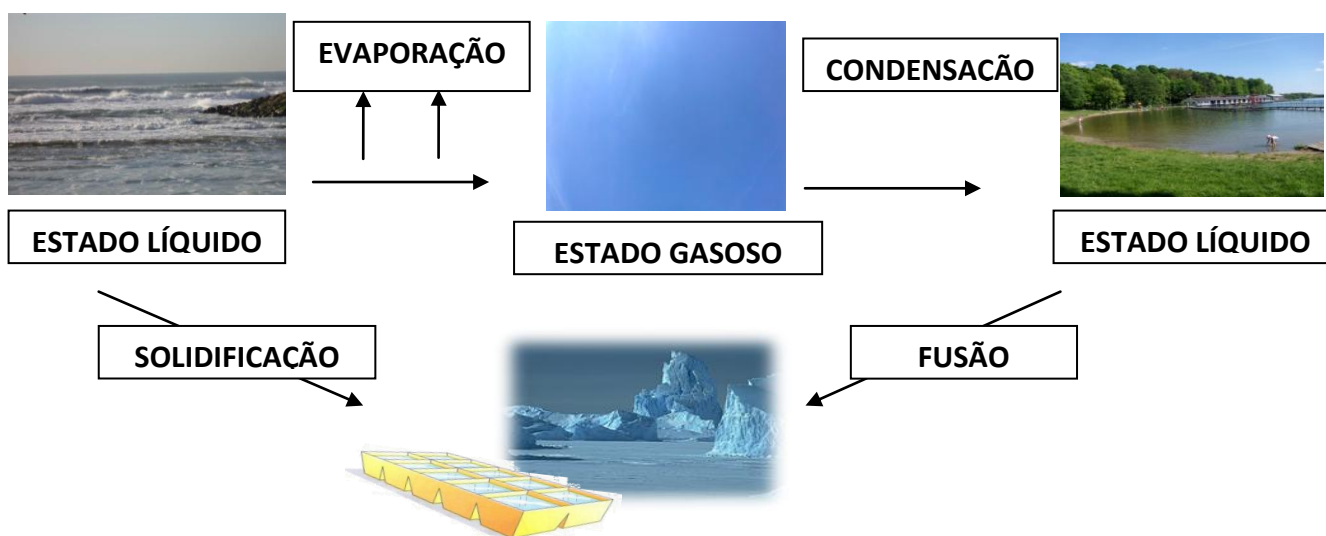 EVAPORAÇÃO
CONDENSACÃO
ESTADO LÍQUIDO
ESTADO GASOSO
ESTADO LÍQUIDO
SOLIDIFICAÇÃO
FUSÃO